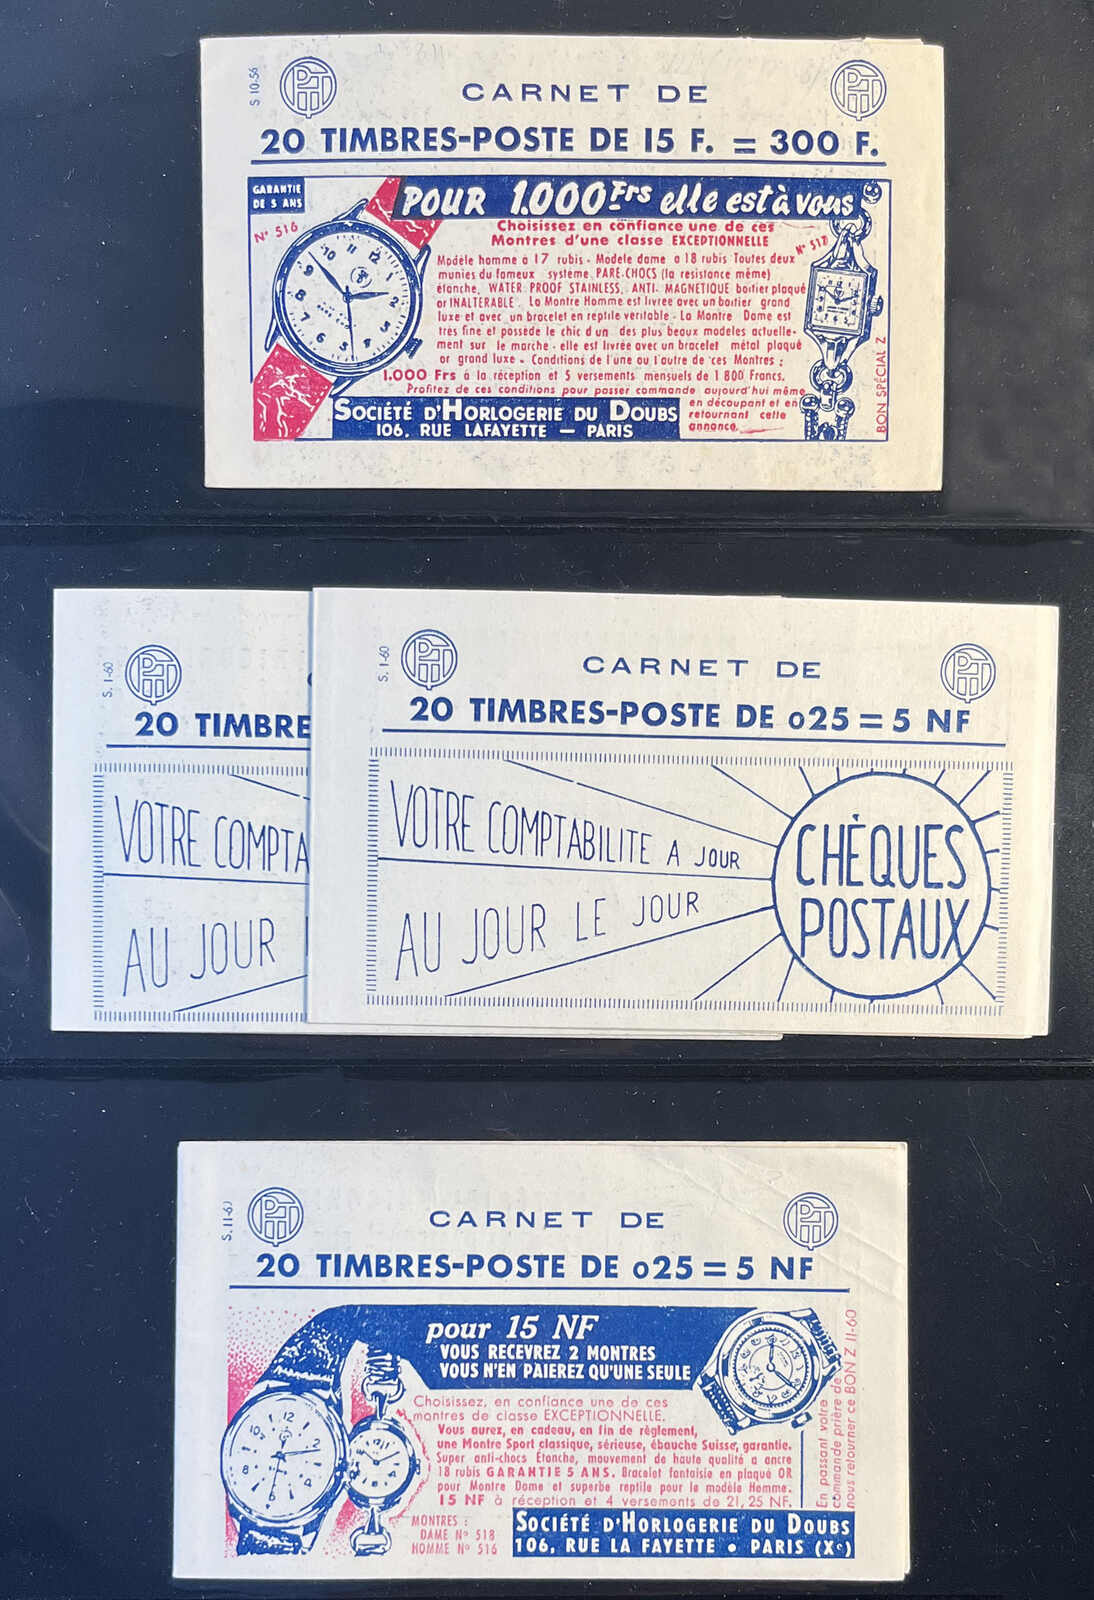 S 10-56
PTT
PTT
CARNET DE
20 TIMBRES-POSTE DE 15 F. = 300 F.
GARANTIE
DE 5 ANS
N° 516
POUR 1.000 Frs elle est à vous
Choisissez en confiance une de ces
Montres d'une classe EXCEPTIONNELLE
N° 517
Modèle homme a 17 rubis - Modele dame a 18 rubis Toutes deux
munies du fameux système PARE-CHOCS (la resistance même)
étanche, WATER PROOF STAINLESS, ANTI-MAGNETIQUE boitier plaqué
or INALTERABLE. La Montre Homme est livree avec un boitier grand
luxe et avec un bracelet en reptile veritable - La Montre Dame est
très fine et possède le chic d'un des plus beaux modeles actuelle-
ment sur le marche - elle est livrée avec un bracelet métal plaqué
or grand luxe - Conditions de l'une ou l'autre de ces Montres :
1.000 Frs à la réception et 5 versements mensuels de 1 800 Francs.
Profitez de ces conditions pour passer commande aujourd'hui même
en découpant et en
retournant cette
annonce.
SOCIÉTÉ D'HORLOGERIE DU DOUBS
106, RUE LAFAYETTE — PARIS
BON SPÉCIAL Z
S. 1-60
PTT
20 TIMBRE
VOTRE COMPTA
AU JOUR
S. 1-60
PTT
PTT
CARNET DE
20 TIMBRES-POSTE DE 025 = 5 NF
VOTRE COMPTABILITE A JOUR
AU JOUR LE JOUR
CHÈQUES
POSTAUX
S. 11-60
PTT
PTT
CARNET DE
20 TIMBRES-POSTE DE 025 = 5 NF
pour 15 NF
VOUS RECEVREZ 2 MONTRES
VOUS N'EN PAIEREZ QU'UNE SEULE
Choisissez, en confiance une de ces
montres de classe EXCEPTIONNELLE.
Vous aurez, en cadeau, en fin de règlement,
une Montre Sport classique, sérieuse, ébauche Suisse, garantie.
Super anti-chocs Étanche, mouvement de haute qualité a ancre
18 rubis GARANTIE 5 ANS. Bracelet fantaisie en plaqué OR
pour Montre Dame et superbe reptile pour le modèle Homme.
15 NF à réception et 4 versements de 21,25 NF.
MONTRES :
DAME N° 518
HOMME N° 516
SOCIÉTÉ D'HORLOGERIE DU DOUBS
106, RUE LA FAYETTE • PARIS (Xe)
En passant votre
commande prière de
nous retourner ce BON Z 11-60